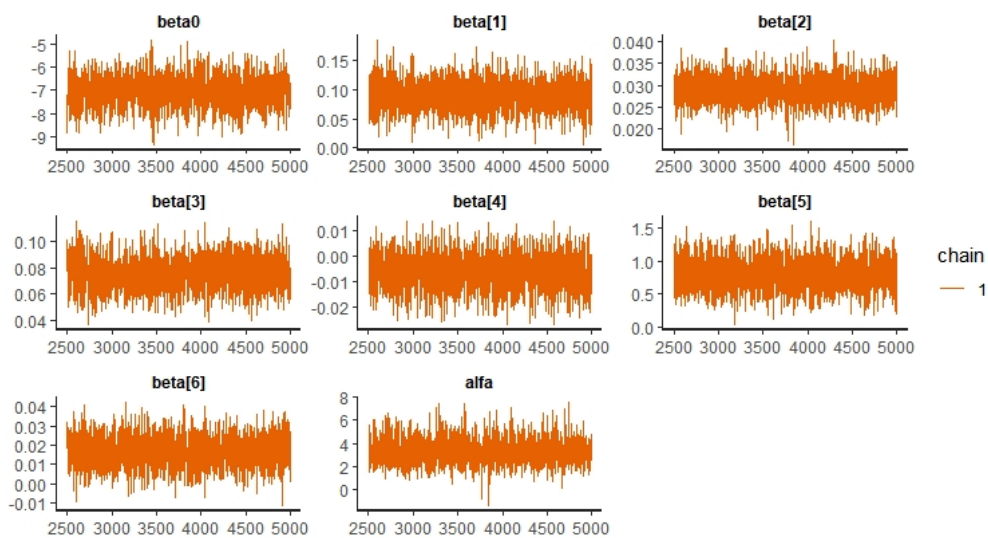 beta0 beta[1] beta[2]
-5 0.15 0.040
-6 0.035
-7 0.10 0.030
-8 0.05 0.025
-9 0.00 0.020
2500 3000 3500 4000 4500 5000 2500 3000 3500 4000 4500 5000 2500 3000 3500 4000 4500 5000
beta[3] beta[4] beta[5]
0.10 0.01 1.5
0.08 0.00 1.0
0.06 -0.01 0.5
0.04 -0.02 0.0
2500 3000 3500 4000 4500 5000 2500 3000 3500 4000 4500 5000 2500 3000 3500 4000 4500 5000
chain
1
beta[6] alfa
0.04 8
0.03 6
0.02 4
0.01 2
0.00 0
-0.01
2500 3000 3500 4000 4500 5000 2500 3000 3500 4000 4500 5000